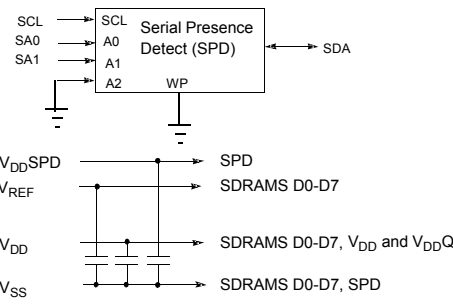 SCL
SCL
Serial Presence
Detect (SPD)
SDA
SA0
A0
SA1
A1
A2
WP
VDDSPD
SPD
VREF
SDRAMS D0-D7
VDD
SDRAMS D0-D7, VDD and VDDQ
VSS
SDRAMS D0-D7, SPD